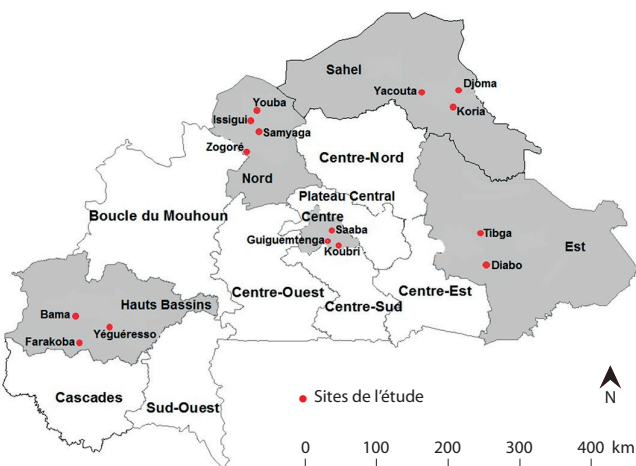 Sahel
Djoma
Yacouta
Koria
Youba
Issigui
Samyaga
Zogoré
Centre-Nord
Nord
Plateau Central
Boucle du Mouhoun
Centre
Saaba
Guiguemtenga
Koubri
Tibga
Est
Diabo
Hauts Bassins
Bama
Yéguéresso
Farakoba
Centre-Ouest
Centre-Est
Centre-Sud
Cascades
Sud-Ouest
Sites de l'étude
N
0 100 200 300 400 km